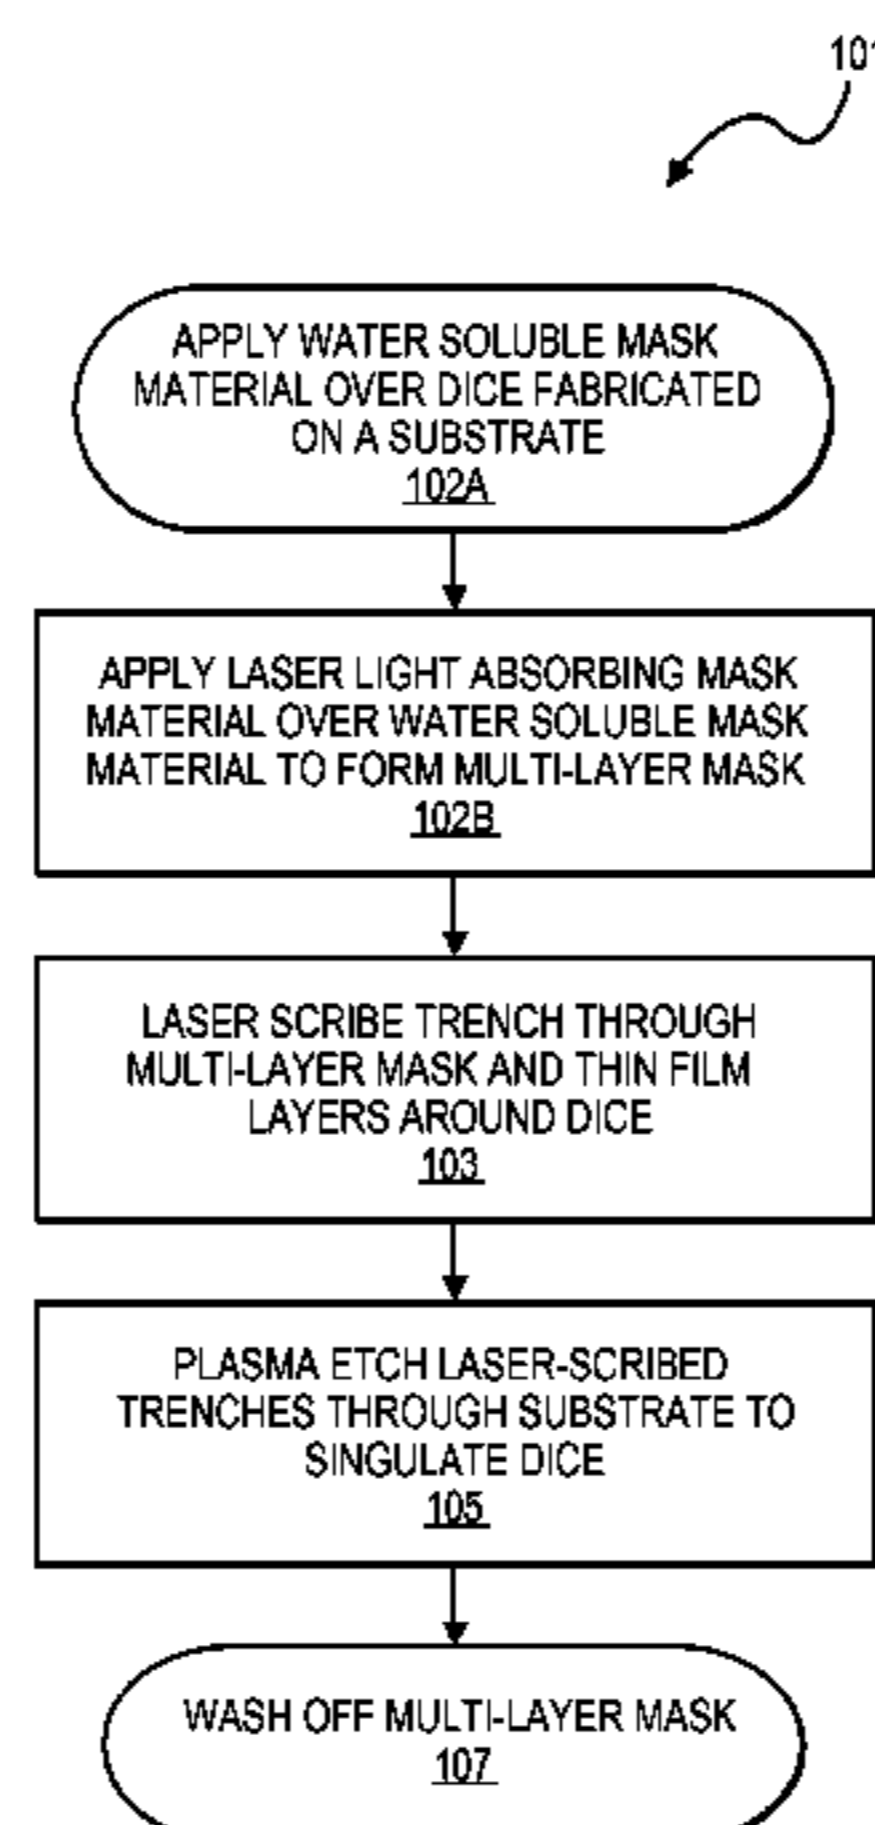 101
APPLY WATER SOLUBLE MASK
MATERIAL OVER DICE FABRICATED
ON A SUBSTRATE
102A
APPLY LASER LIGHT ABSORBING MASK
MATERIAL OVER WATER SOLUBLE MASK
MATERIAL TO FORM MULTI-LAYER MASK
102B
LASER SCRIBE TRENCH THROUGH
MULTI-LAYER MASK AND THIN FILM
LAYERS AROUND DICE
103
PLASMA ETCH LASER-SCRIBED
TRENCHES THROUGH SUBSTRATE TO
SINGULATE DICE
105
WASH OFF MULTI-LAYER MASK
107